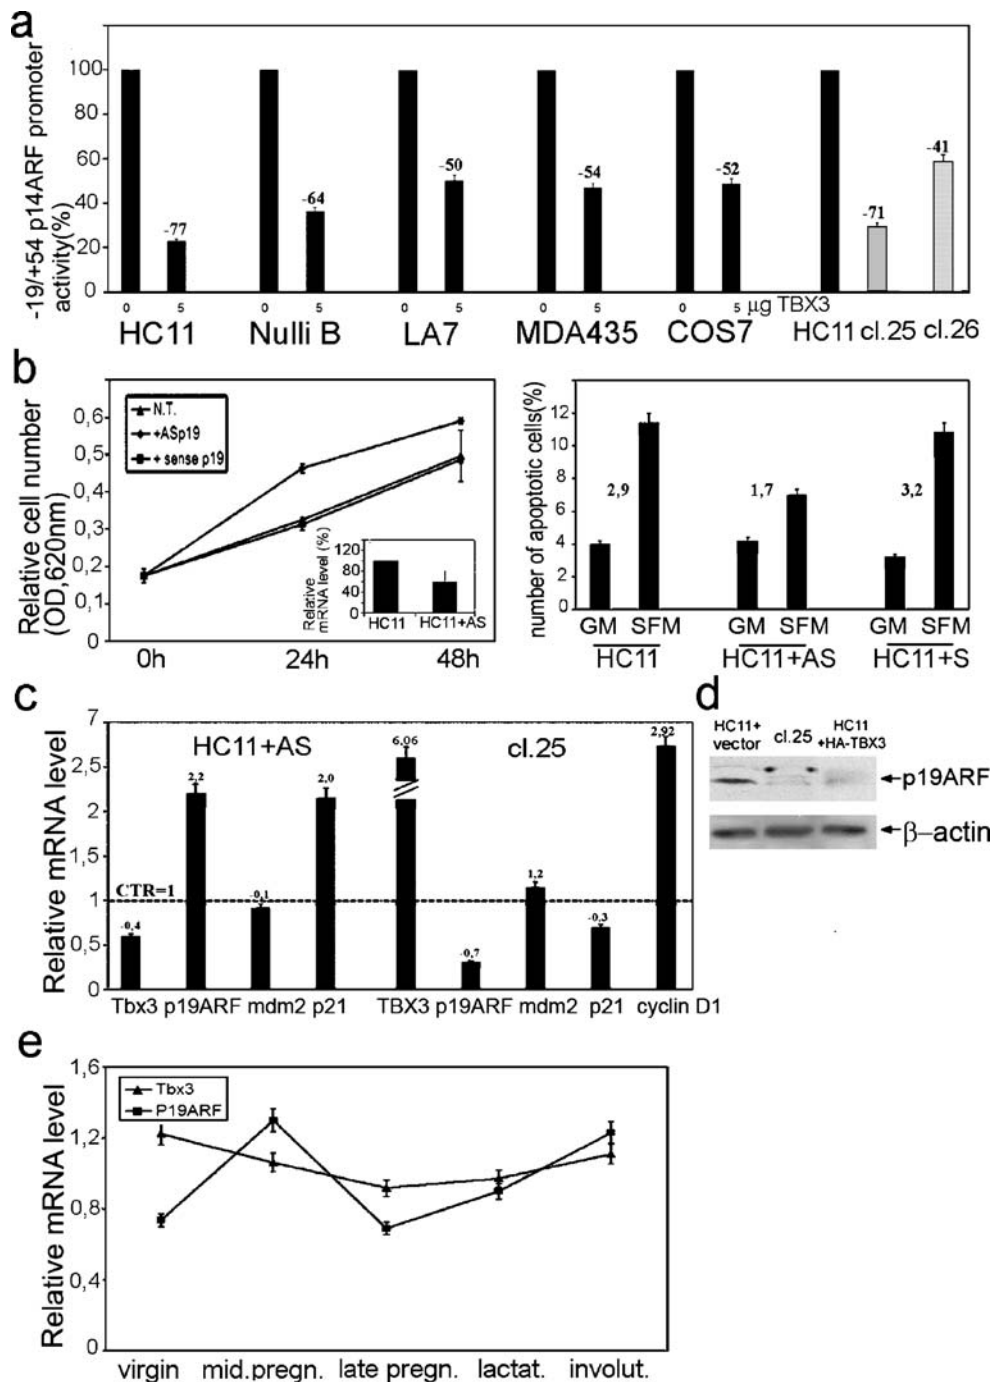 a
-19/+54 p14ARF promoter
activity(%)
100
80
60
40
20
0
-77
-64
-50
-54
-52
-71
-41
0 5 0 5 0 5 0 5 0 5 µg TBX3
HC11 Nulli B LA7 MDA435 COS7 HC11 cl.25 cl.26
b
Relative cell number
(OD,620nm)
0,6
0,5
0,4
0,3
0,2
0,1
0
N.T.
+ASp19
+ sense p19
0h 24h 48h
Relative
mRNA level (%)
120
80
40
0
HC11 HC11+AS
number of apoptotic cells(%)
12
10
8
6
4
2
0
2,9
1,7
3,2
GM SFM GM SFM GM SFM
HC11 HC11+AS HC11+S
c
Relative mRNA level
7
2,5
2
1,5
1
0,5
0
HC11+AS
cl.25
CTR=1
-0,4
2,2
-0,1
2,0
6,06
-0,7
1,2
-0,3
2,92
Tbx3 p19ARF mdm2 p21 TBX3 p19ARF mdm2 p21 cyclin D1
d
HC11+
vector
cl.25
HC11
+HA-TBX3
p19ARF
β-actin
e
Relative mRNA level
1,6
1,2
0,8
0,4
0
Tbx3
P19ARF
virgin mid.pregn. late pregn. lactat. involut.